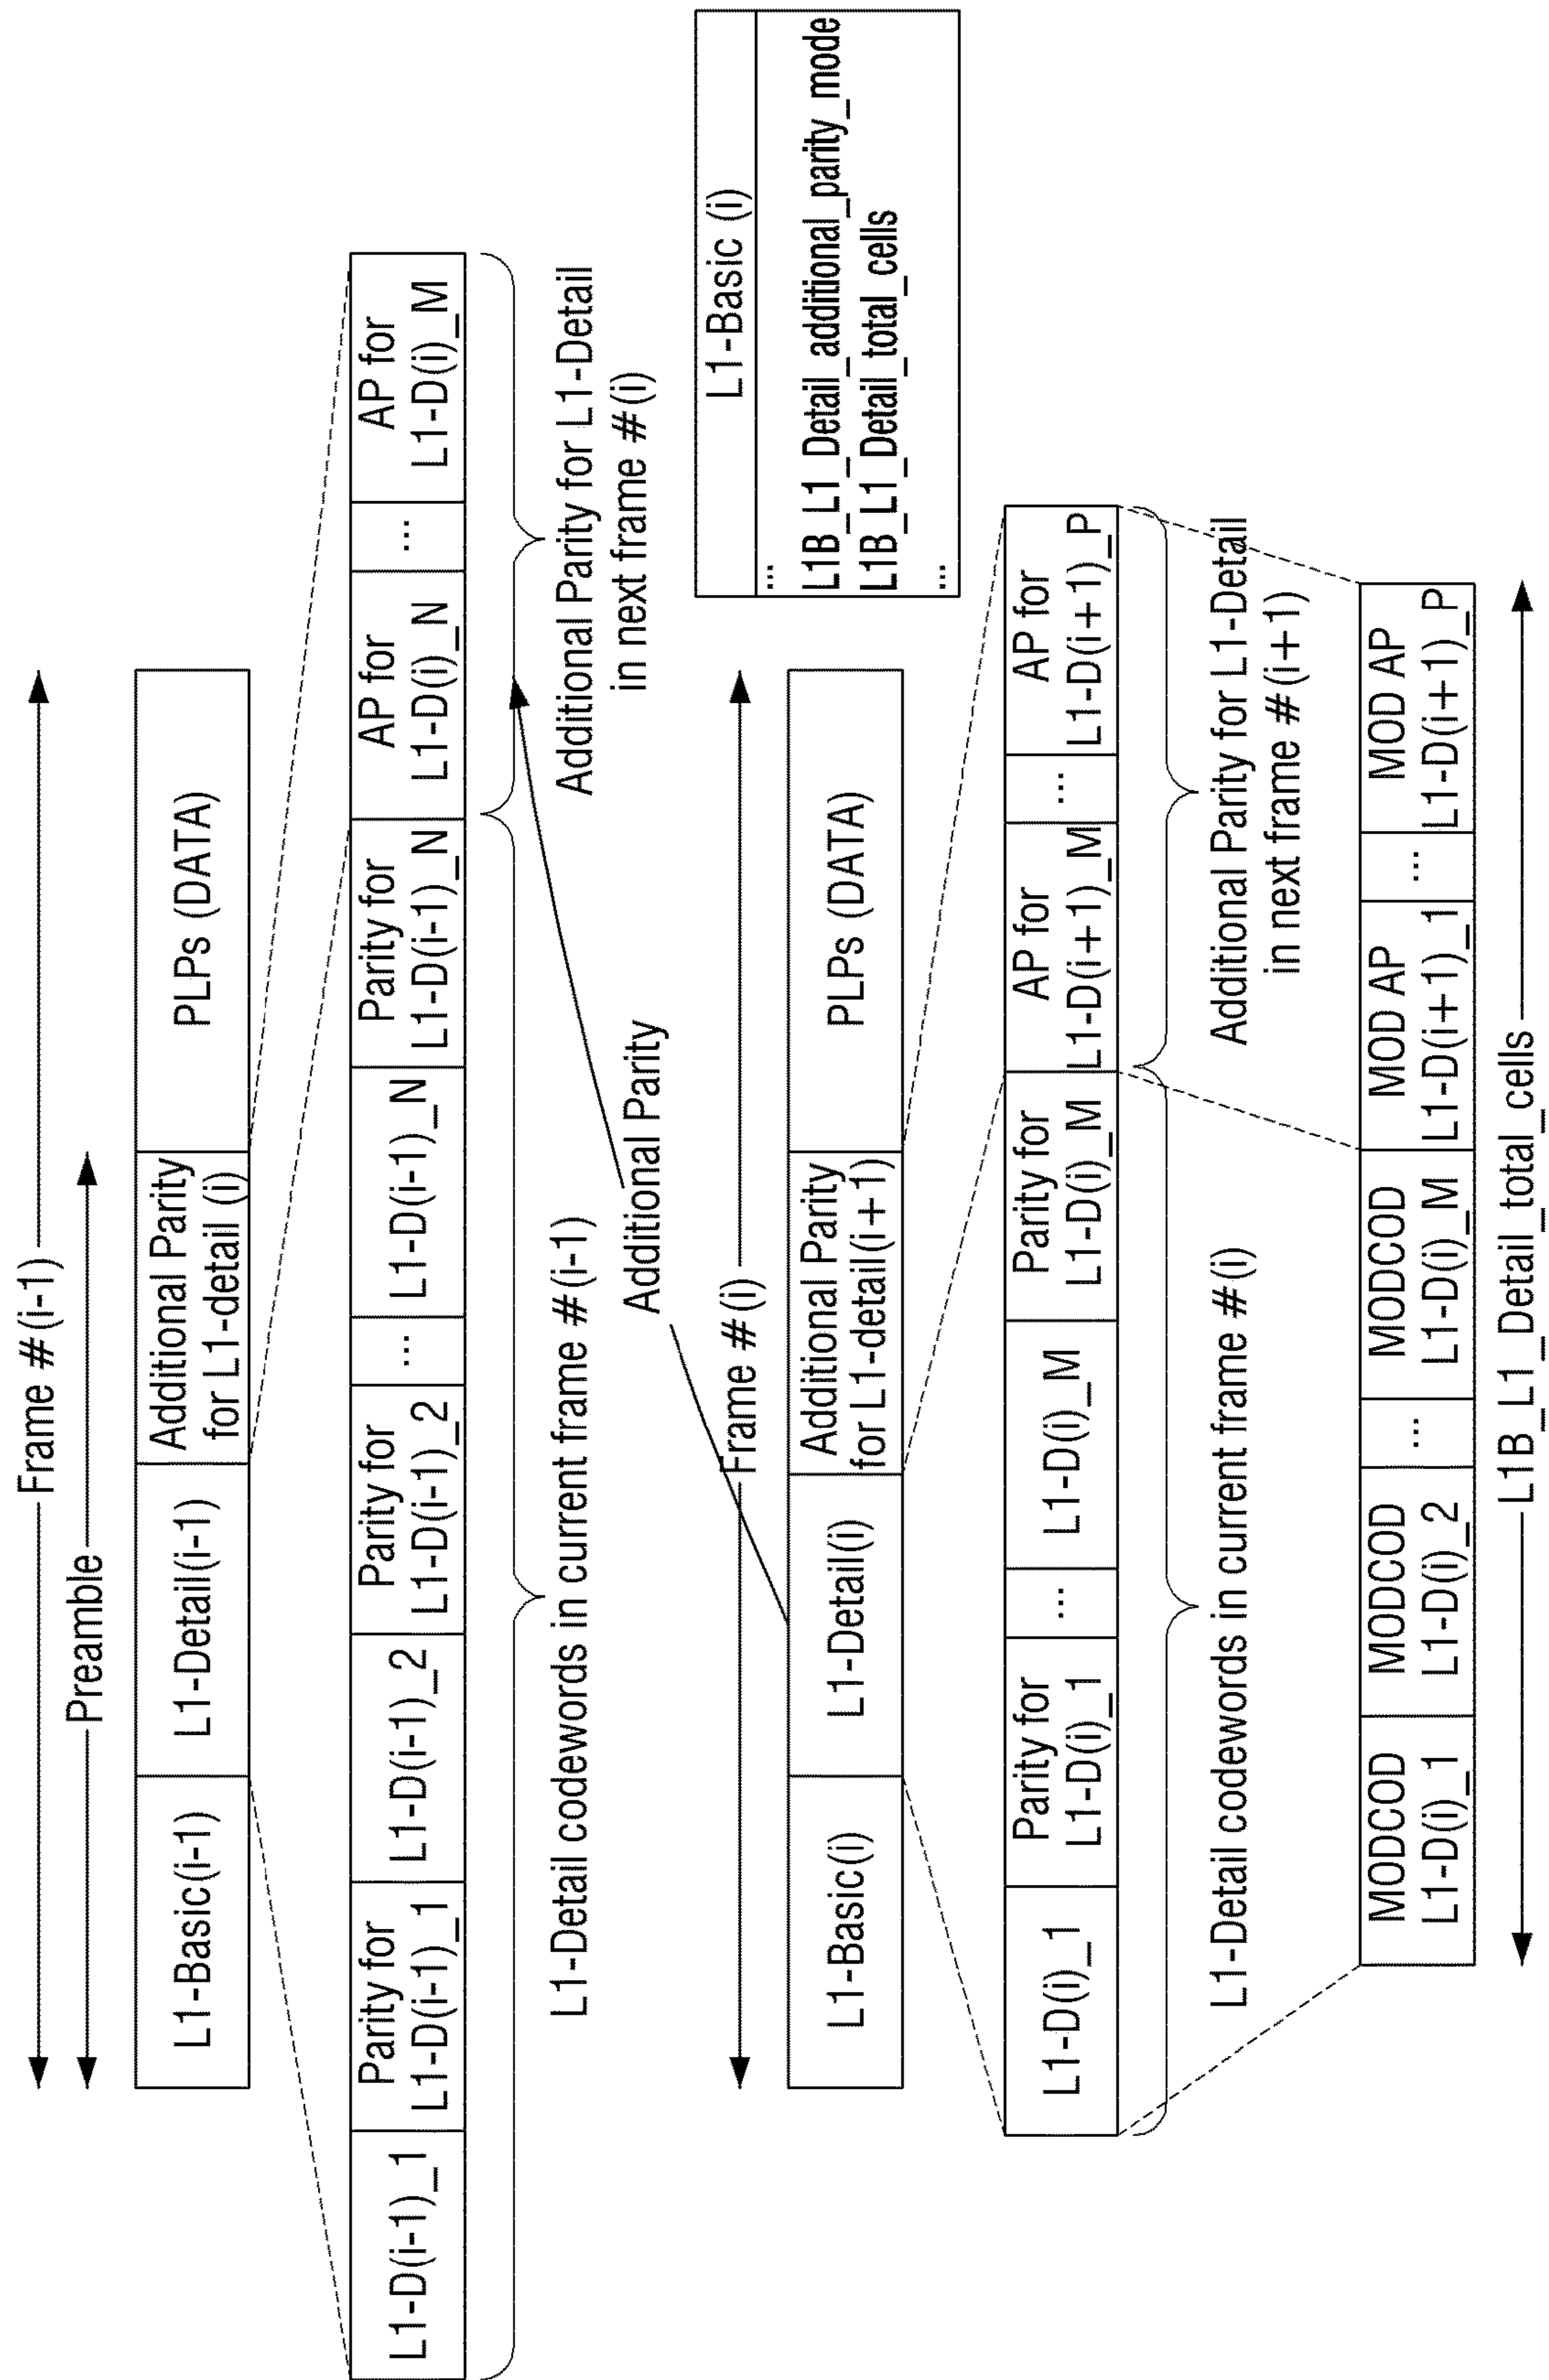 Frame #(i-1)
Preamble
L1-Basic(i-1)
L1-Detail(i-1)
Additional Parity
for L1-detail (i)
PLPs (DATA)
L1-D(i-1)_1
Parity for
L1-D(i-1)_1
L1-D(i-1)_2
Parity for
L1-D(i-1)_2
...
L1-D(i-1)_N
Parity for
L1-D(i-1)_N
AP for
L1-D(i)_N
...
AP for
L1-D(i)_M
L1-Detail codewords in current frame #(i-1)
Additional Parity for L1-Detail
in next frame #(i)
Additional Parity
L1-Basic (i)
...
L1B_L1_Detail_additional_parity_mode
L1B_L1_Detail_total_cells
...
Frame #(i)
L1-Basic(i)
L1-Detail(i)
Additional Parity
for L1-detail(i+1)
PLPs (DATA)
L1-D(i)_1
Parity for
L1-D(i)_1
...
L1-D(i)_M
Parity for
L1-D(i)_M
AP for
L1-D(i+1)_M
...
AP for
L1-D(i+1)_P
L1-Detail codewords in current frame #(i)
Additional Parity for L1-Detail
in next frame #(i+1)
MODCOD
L1-D(i)_1
MODCOD
L1-D(i)_2
...
MODCOD
L1-D(i)_M
MOD AP
L1-D(i+1)_1
...
MOD AP
L1-D(i+1)_P
L1B_L1_Detail_total_cells